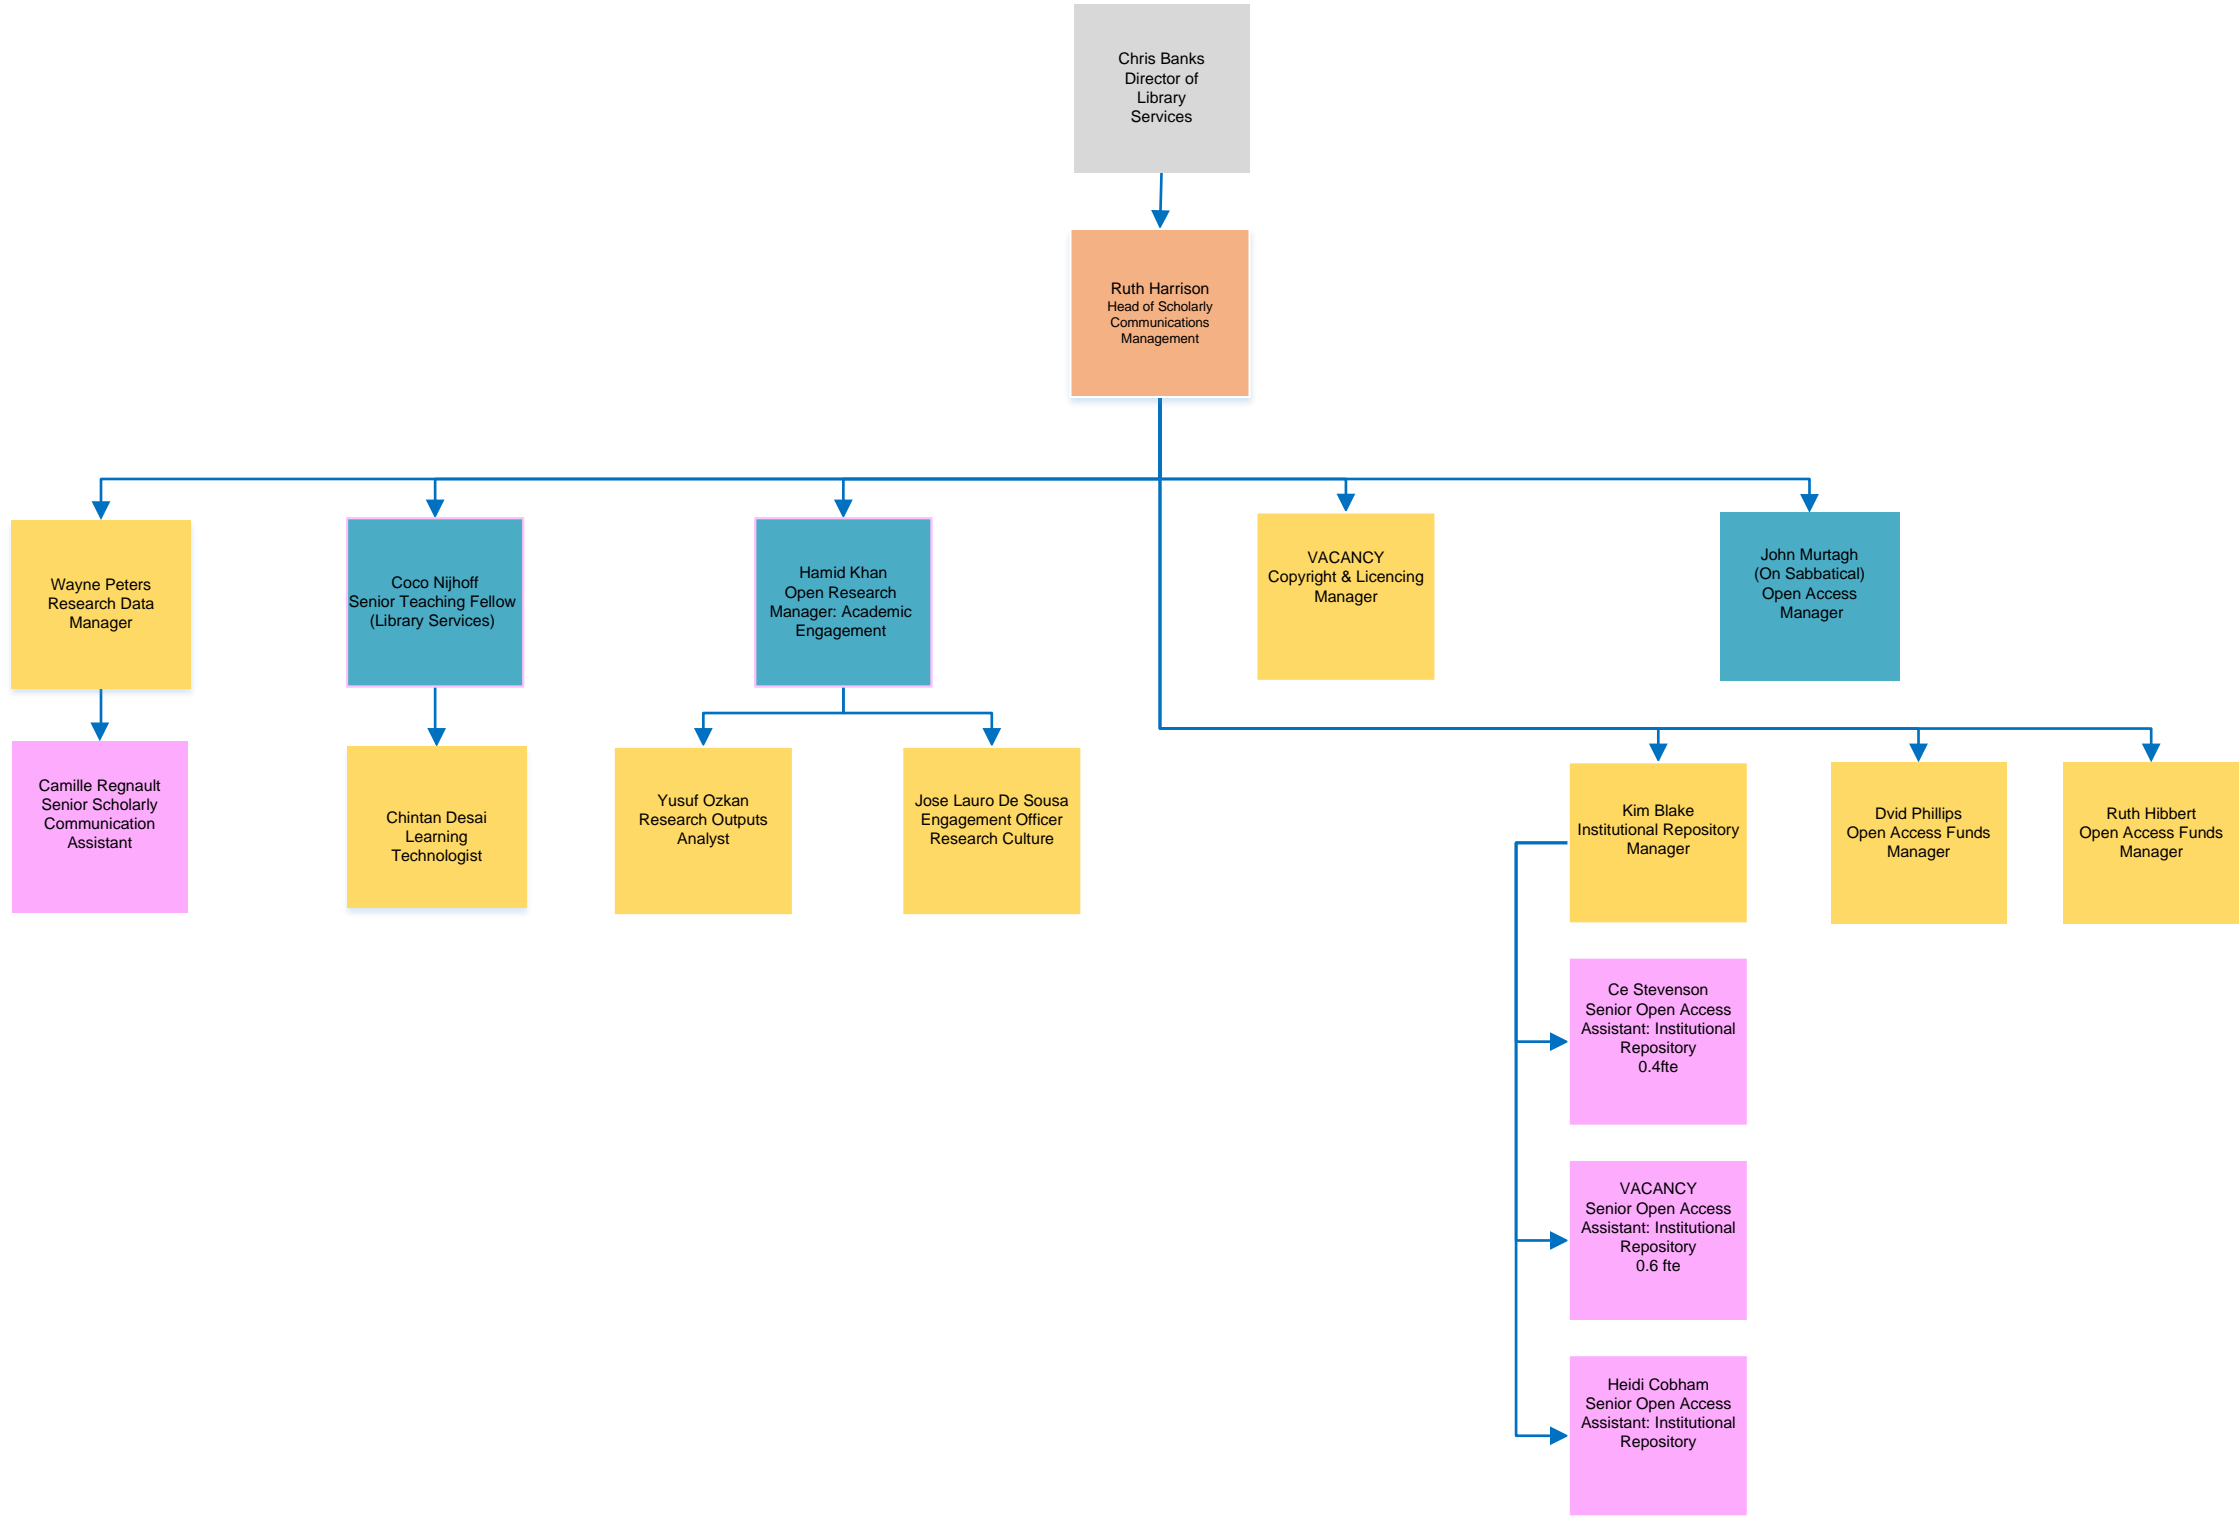 Chris Banks
Director of
Library
Services
Ruth Harrison
Head of Scholarly
Communications
Management
Wayne Peters
Research Data
Manager
Coco Nijhoff
Senior Teaching Fellow
(Library Services)
Hamid Khan
Open Research
Manager: Academic
Engagement
VACANCY
Copyright & Licencing
Manager
John Murtagh
(On Sabbatical)
Open Access
Manager
Camille Regnault
Senior Scholarly
Communication
Assistant
Chintan Desai
Learning
Technologist
Yusuf Ozkan
Research Outputs
Analyst
Jose Lauro De Sousa
Engagement Officer
Research Culture
Kim Blake
Institutional Repository
Manager
Dvid Phillips
Open Access Funds
Manager
Ruth Hibbert
Open Access Funds
Manager
Ce Stevenson
Senior Open Access
Assistant: Institutional
Repository
0.4fte
VACANCY
Senior Open Access
Assistant: Institutional
Repository
0.6 fte
Heidi Cobham
Senior Open Access
Assistant: Institutional
Repository